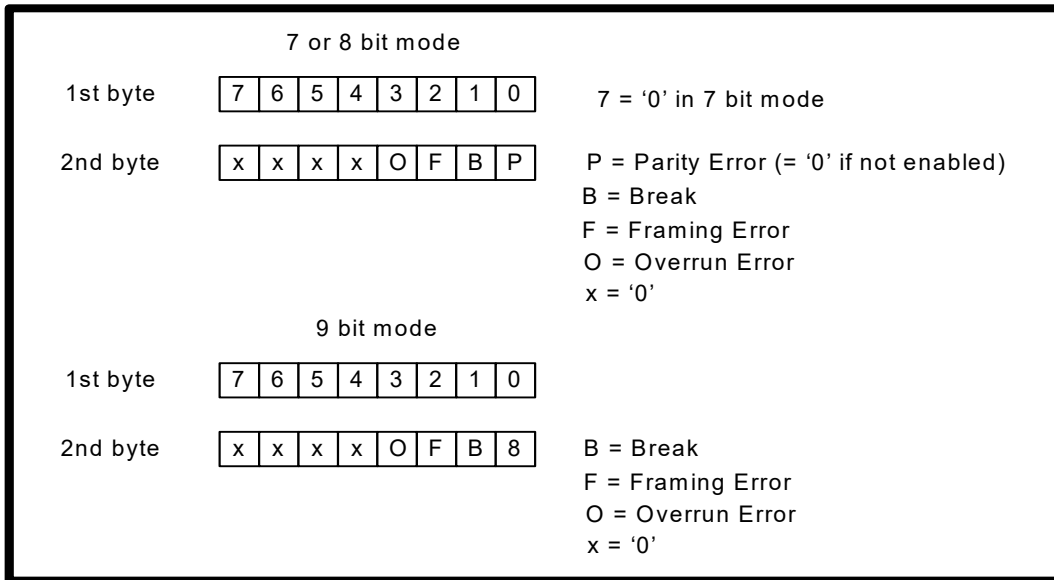 7 or 8 bit mode
1st byte 7 6 5 4 3 2 1 0 7 = ‘0’ in 7 bit mode
2nd byte x x x x O F B P P = Parity Error (= ‘0’ if not enabled)
B = Break
F = Framing Error
O = Overrun Error
x = ‘0’
9 bit mode
1st byte 7 6 5 4 3 2 1 0
2nd byte x x x x O F B 8 B = Break
F = Framing Error
O = Overrun Error
x = ‘0’